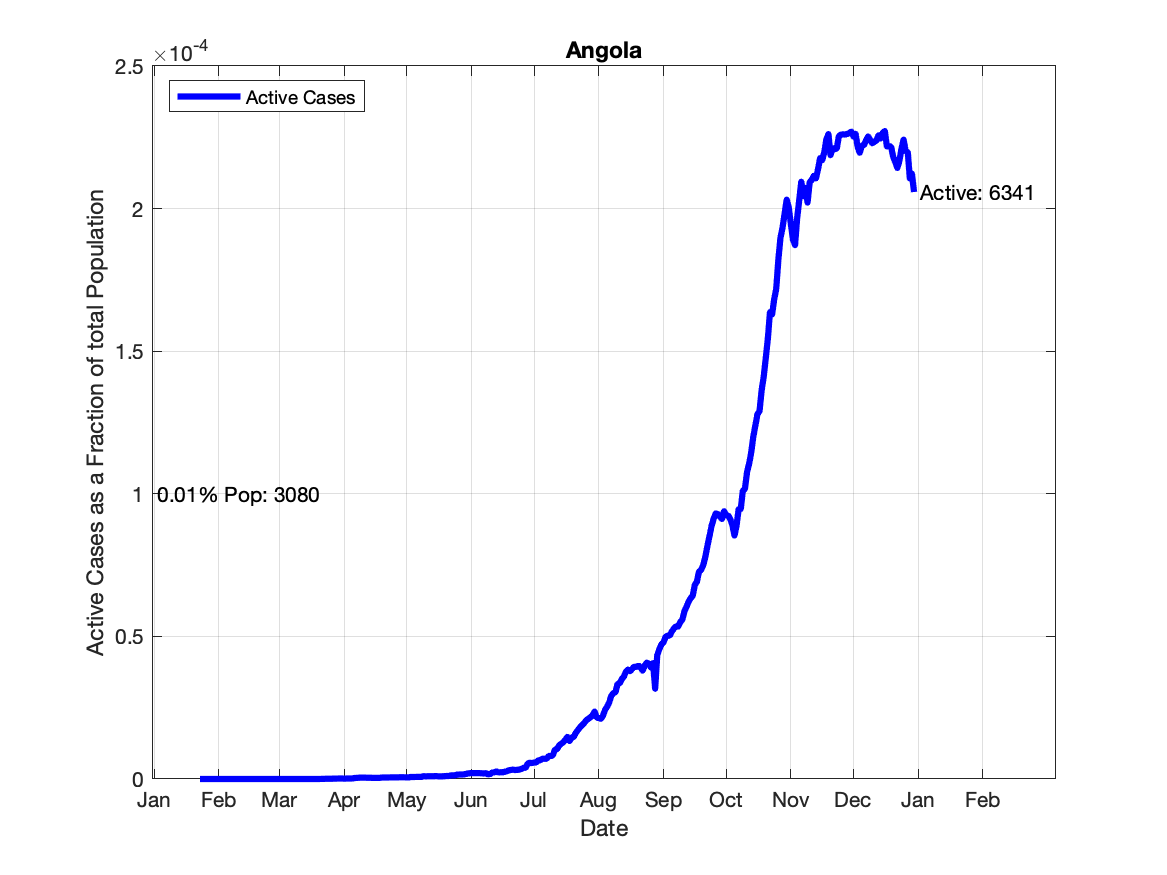 Angola
×10-4
Active Cases
2.5
2
1.5
1
0.5
0
Active Cases as a Fraction of total Population
0.01% Pop: 3080
Active: 6341
Jan Feb Mar Apr May Jun Jul Aug Sep Oct Nov Dec Jan Feb
Date